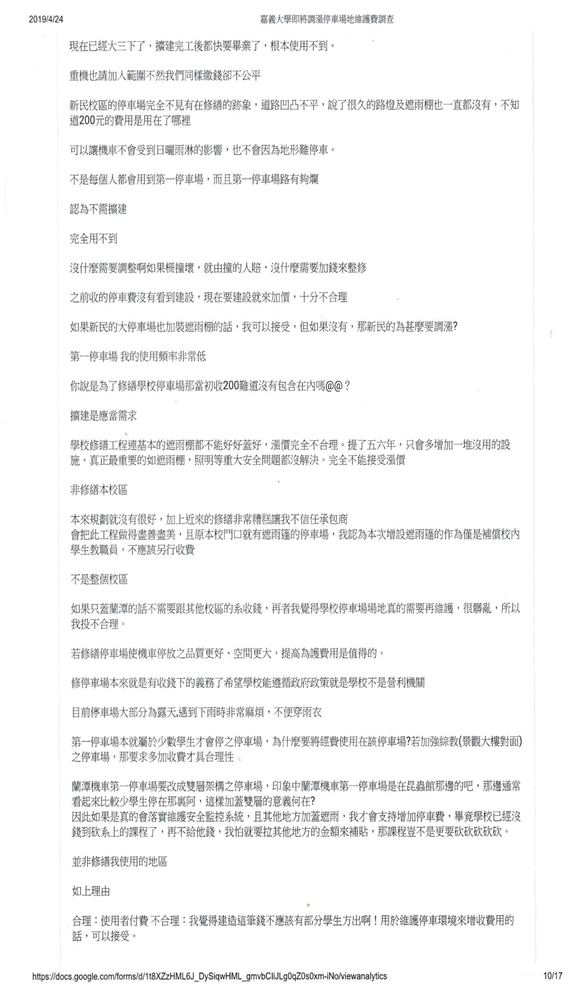 2019/4/24
嘉義大學即將調漲停車場地維護費調查
現在已經大三下了，擴建完工後都快要畢業了，根本使用不到。
重機也請加入範圍不然我們同樣繳錢卻不公平
新民校區的停車場完全不見有在修繕的跡象，道路凹凸不平，說了很久的路燈及遮雨棚也一直都沒有，不知
道200元的費用是用在了哪裡
可以讓機車不會受到日曬雨淋的影響，也不會因為地形難停車。
不是每個人都會用到第一停車場，而且第一停車場路有夠爛
認為不需擴建
完全用不到
沒什麼需要調整啊如果柵撞壞，就由撞的人賠，沒什麼需要加錢來整修
之前收的停車費沒有看到建設，現在要建設就來加價，十分不合理
如果新民的大停車場也加裝遮雨棚的話，我可以接受，但如果沒有，那新民的為甚麼要調漲?
第一停車場 我的使用頻率非常低
你說是為了修繕學校停車場那當初收200難道沒有包含在內嗎@@？
擴建是應當需求
學校修繕工程連基本的遮雨棚都不能好好蓋好，漲價完全不合理。提了五六年，只會多增加一堆沒用的設
施。真正最重要的如遮雨棚，照明等重大安全問題都沒解決。完全不能接受漲價
非修繕本校區
本來規劃就沒有很好，加上近來的修繕非常糟糕讓我不信任承包商
會把此工程做得盡善盡美，且原本校門口就有遮雨篷的停車場，我認為本次增設遮雨篷的作為僅是補償校內
學生教職員，不應該另行收費
不是整個校區
如果只蓋蘭潭的話不需要跟其他校區的系收錢，再者我覺得學校停車場場地真的需要再維護，很髒亂，所以
我投不合理。
若修繕停車場使機車停放之品質更好、空間更大，提高為護費用是值得的。
修停車場本來就是有收錢下的義務了希望學校能遵循政府政策就是學校不是營利機關
目前停車場大部分為露天,遇到下雨時非常麻煩，不便穿雨衣
第一停車場本就屬於少數學生才會停之停車場，為什麼要將經費使用在該停車場?若加強綜教(景觀大樓對面)
之停車場，那要求多加收費才具合理性
蘭潭機車第一停車場要改成雙層架構之停車場，印象中蘭潭機車第一停車場是在昆蟲館那邊的吧，那邊通常
看起來比較少學生停在那裏阿，這樣加蓋雙層的意義何在?
因此如果是真的會落實維護安全監控系統，且其他地方加蓋遮雨，我才會支持增加停車費，畢竟學校已經沒
錢到砍系上的課程了，再不給他錢，我怕就要拉其他地方的金額來補貼，那課程豈不是更要砍砍砍砍砍。
並非修繕我使用的地區
如上理由
合理：使用者付費 不合理：我覺得建造這筆錢不應該有部分學生方出啊！用於維護停車環境來增收費用的
話，可以接受。
https://docs.google.com/forms/d/1t8XZzHML6J_DySiqwHML_gmvbCIiJLg0qZ0s0xm-iNo/viewanalytics
10/17